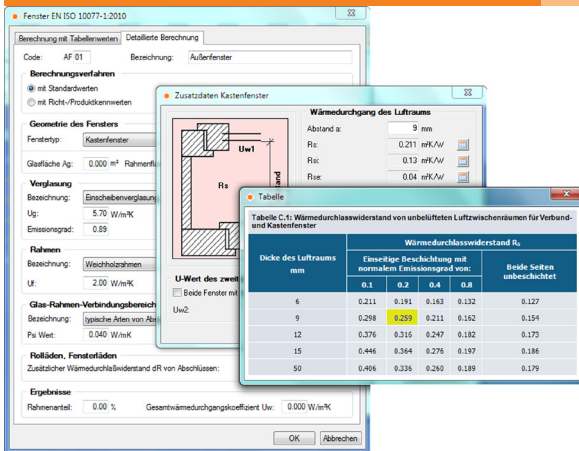 Fenster EN ISO 10077-1:2010
Berechnung mit Tabellenwerten Detaillierte Berechnung
Code: AF 01 Bezeichnung: Außenfenster
Berechnungsverfahren
mit Standardwerten
mit Richt-/Produktkennwerten
Geometrie des Fensters
Fenstertyp: Kastenfenster
Glasfläche Ag: 0.000 m²
Verglasung
Bezeichnung: Einscheibenverglasung
Ug: 5.70 W/m²K
Emissionsgrad: 0.89
Rahmen
Bezeichnung: Weichholzrahmen
Uf: 2.00 W/m²K
Glas-Rahmen-Verbindungsbereich
Bezeichnung:
Psi Wert: 0.040 W/mK
Rolläden, Fensterläden
Zusätzlicher Wärmedurchlaßwiderstand dR von Abschlüssen:
Ergebnisse
Rahmenanteil: 0.00 % Gesamtwärmedurchgangskoeffizient Uw: 0.000 W/m²K
OK Abbrechen
Zusatzdaten Kastenfenster
Uw1
Rs
Wärmedurchgang des Luftraums
Abstand a: 9 mm
Rs: 0.211 m²K/W
Rsi: 0.13 m²K/W
Rse: 0.04 m²K/W
U-Wert des zweit
Beide Fenster mit
Uw2:
Tabelle
Tabelle C.1: Wärmedurchlasswiderstand von unbelüfteten Luftzwischenräumen für Verbund-
und Kastenfenster
Dicke des Luftraums
mm
Wärmedurchlasswiderstand Rs
Einseitige Beschichtung mit
normalem Emissionsgrad von:
Beide Seiten
unbeschichtet
0.1 0.2 0.4 0.8
6 0.211 0.191 0.163 0.132 0.127
9 0.298 0.259 0.211 0.162 0.154
12 0.376 0.316 0.247 0.182 0.173
15 0.446 0.364 0.276 0.197 0.186
50 0.406 0.336 0.260 0.189 0.179